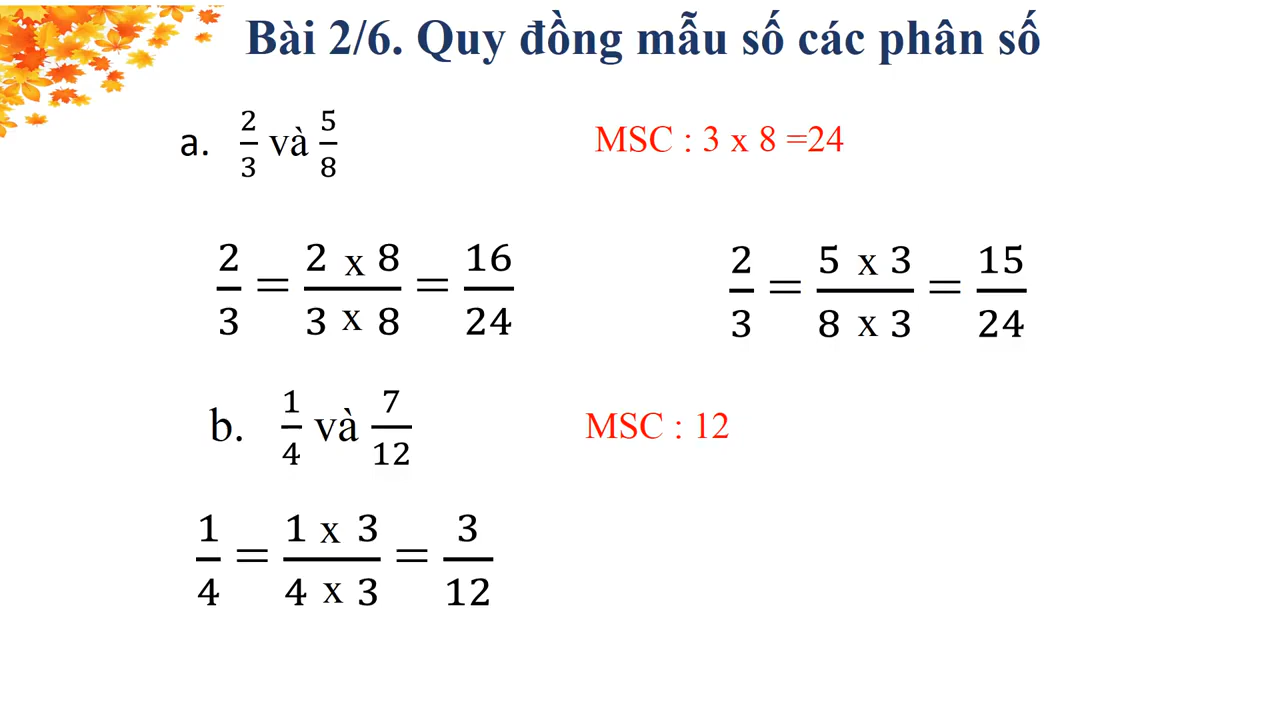 Bài 2/6. Quy đồng mẫu số các phân số
a. 2/3 và 5/8 MSC : 3 x 8 =24
2/3 = 2 x 8 / 3 x 8 = 16/24 2/3 = 5 x 3 / 8 x 3 = 15/24
b. 1/4 và 7/12 MSC : 12
1/4 = 1 x 3 / 4 x 3 = 3/12